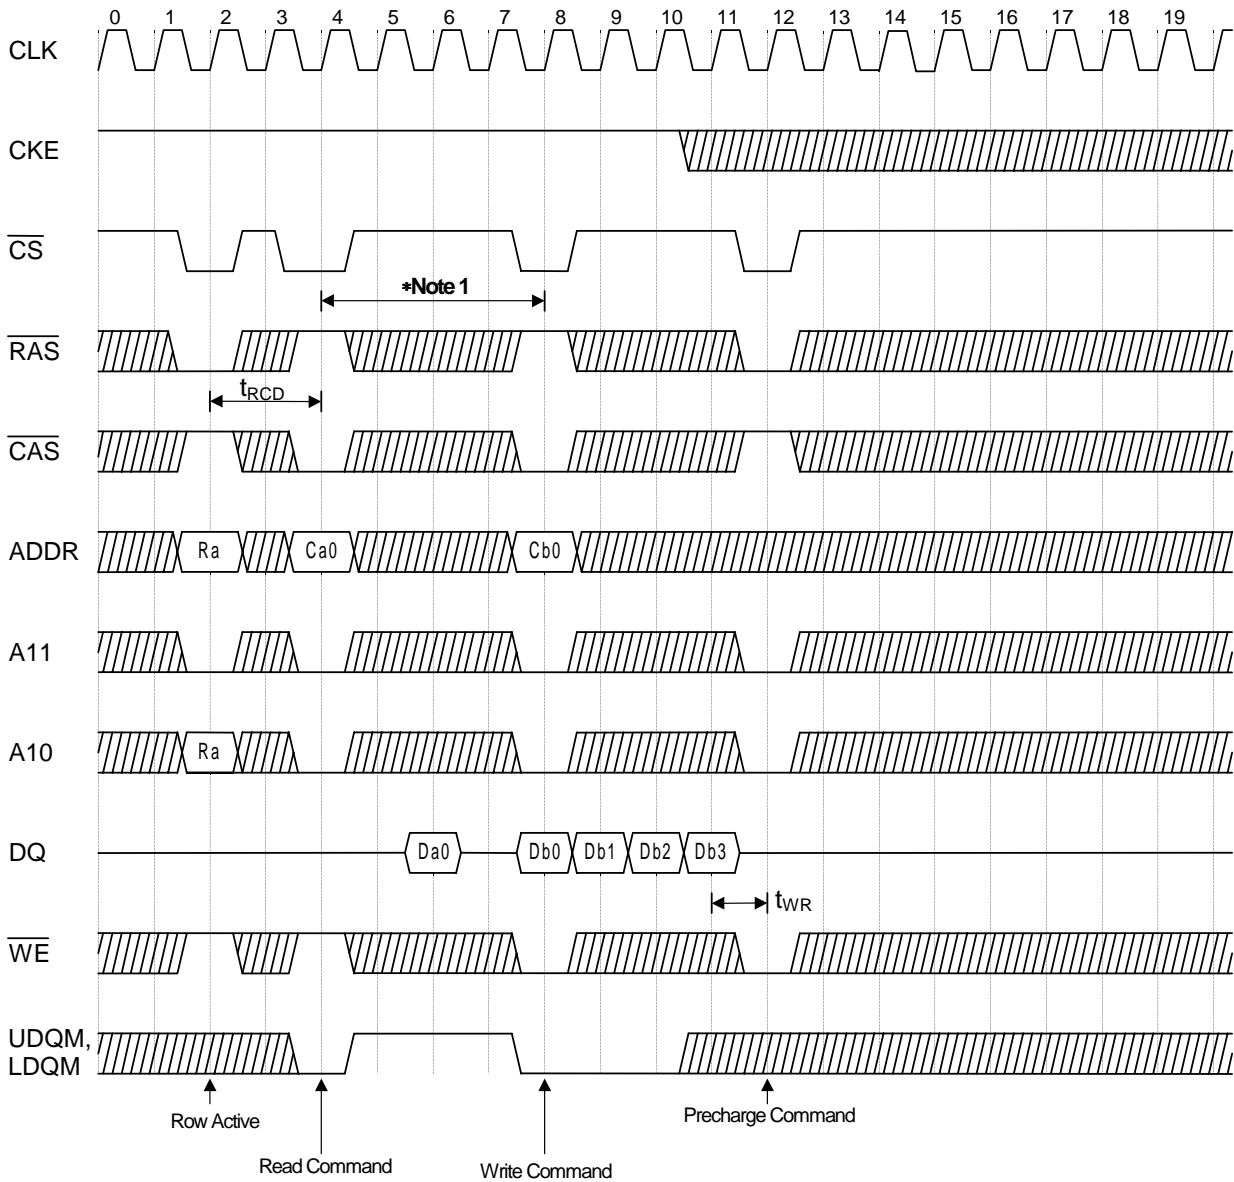 0 1 2 3 4 5 6 7 8 9 10 11 12 13 14 15 16 17 18 19
CLK
CKE
CS
*Note 1
RAS
tRCD
CAS
ADDR Ra Ca0 Cb0
A11
A10 Ra
DQ Da0 Db0 Db1 Db2 Db3
tWR
WE
UDQM,
LDQM
Row Active
Precharge Command
Read Command
Write Command